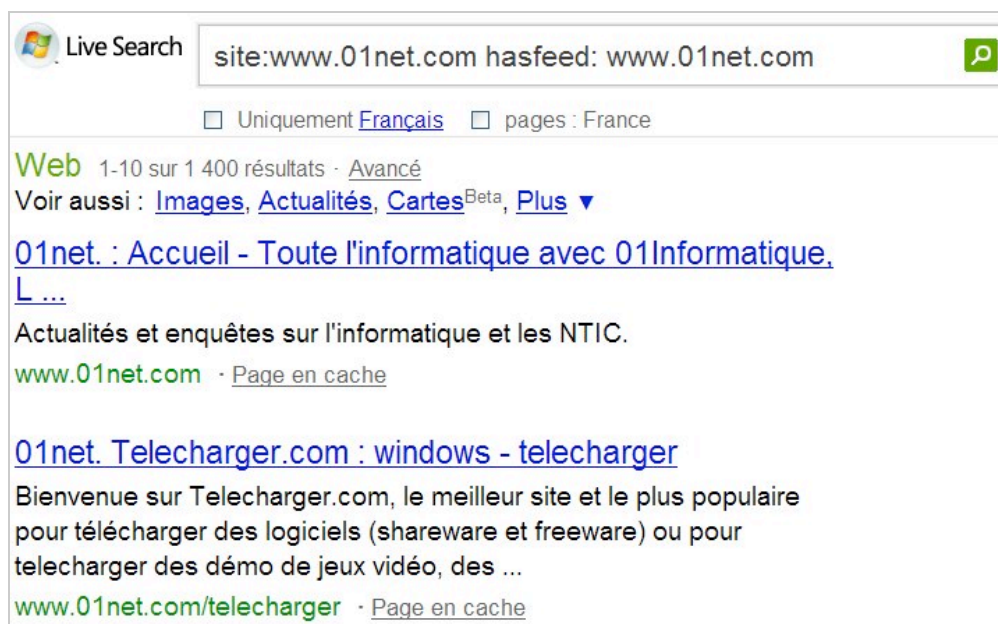 Live Search
site:www.01net.com hasfeed: www.01net.com
Uniquement Français pages : France
Web 1-10 sur 1 400 résultats · Avancé
Voir aussi : Images, Actualités, CartesBeta, Plus ▼
01net. : Accueil - Toute l'informatique avec 01Informatique,
L ...
Actualités et enquêtes sur l'informatique et les NTIC.
www.01net.com · Page en cache
01net. Telecharger.com : windows - telecharger
Bienvenue sur Telecharger.com, le meilleur site et le plus populaire
pour télécharger des logiciels (shareware et freeware) ou pour
telecharger des démo de jeux vidéo, des ...
www.01net.com/telecharger · Page en cache